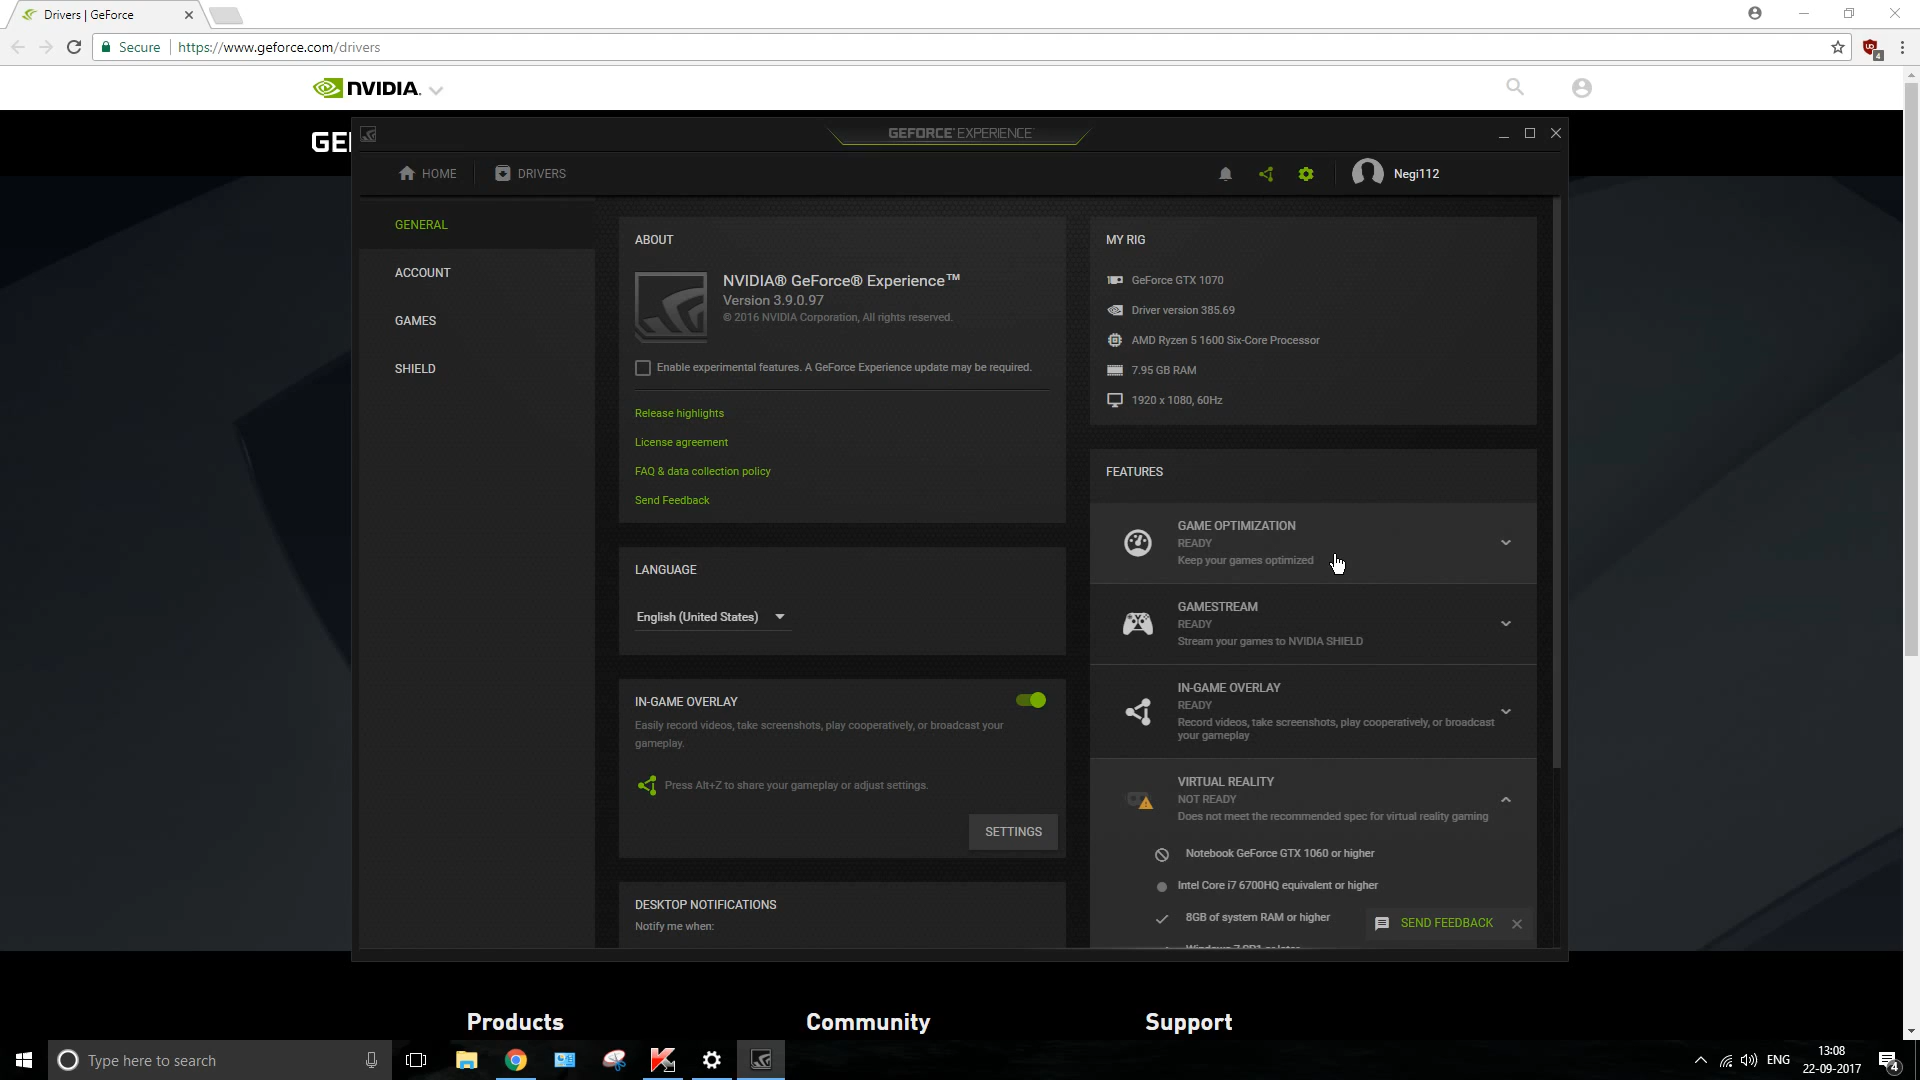 Drivers | GeForce
Secure
https://www.geforce.com/drivers
4
NVIDIA.
GE
GEFORCE EXPERIENCE
HOME
DRIVERS
Negi112
GENERAL
ACCOUNT
GAMES
SHIELD
ABOUT
NVIDIA® GeForce® Experience™
Version 3.9.0.97
© 2016 NVIDIA Corporation, All rights reserved.
Enable experimental features. A GeForce Experience update may be required.
Release highlights
License agreement
FAQ & data collection policy
Send Feedback
LANGUAGE
English (United States)
IN-GAME OVERLAY
Easily record videos, take screenshots, play cooperatively, or broadcast your
gameplay.
Press Alt+Z to share your gameplay or adjust settings.
SETTINGS
DESKTOP NOTIFICATIONS
Notify me when:
MY RIG
GeForce GTX 1070
Driver version 385.69
AMD Ryzen 5 1600 Six-Core Processor
7.95 GB RAM
1920 x 1080, 60Hz
FEATURES
GAME OPTIMIZATION
READY
Keep your games optimized
GAMESTREAM
READY
Stream your games to NVIDIA SHIELD
IN-GAME OVERLAY
READY
Record videos, take screenshots, play cooperatively, or broadcast
your gameplay
VIRTUAL REALITY
NOT READY
Does not meet the recommended spec for virtual reality gaming
Notebook GeForce GTX 1060 or higher
Intel Core i7 6700HQ equivalent or higher
8GB of system RAM or higher
SEND FEEDBACK
Products
Community
Support
Type here to search
ENG
13:08
22-09-2017
4